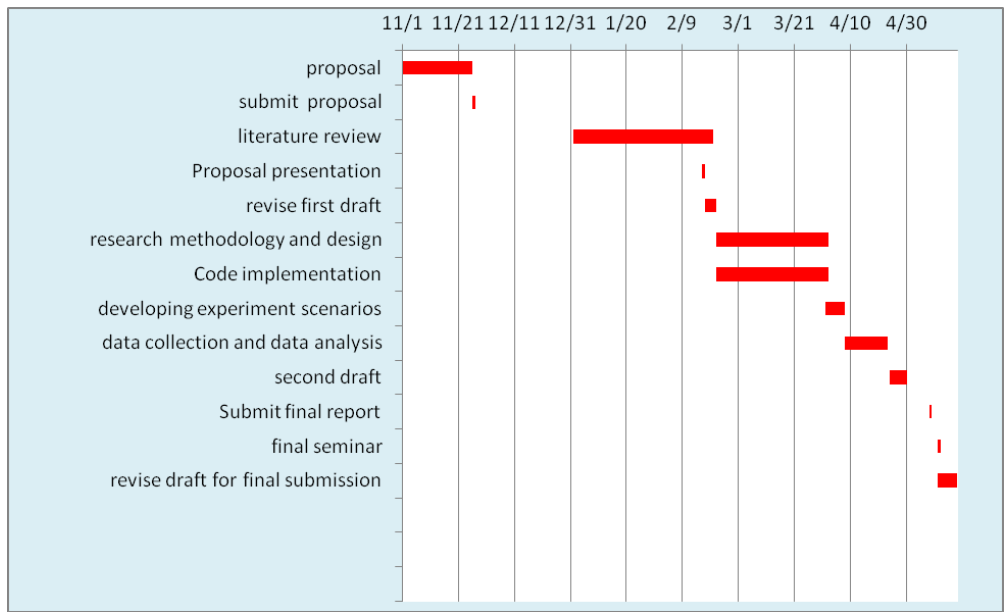 11/1 11/21 12/11 12/31 1/20 2/9 3/1 3/21 4/10 4/30
proposal
submit proposal
literature review
Proposal presentation
revise first draft
research methodology and design
Code implementation
developing experiment scenarios
data collection and data analysis
second draft
Submit final report
final seminar
revise draft for final submission